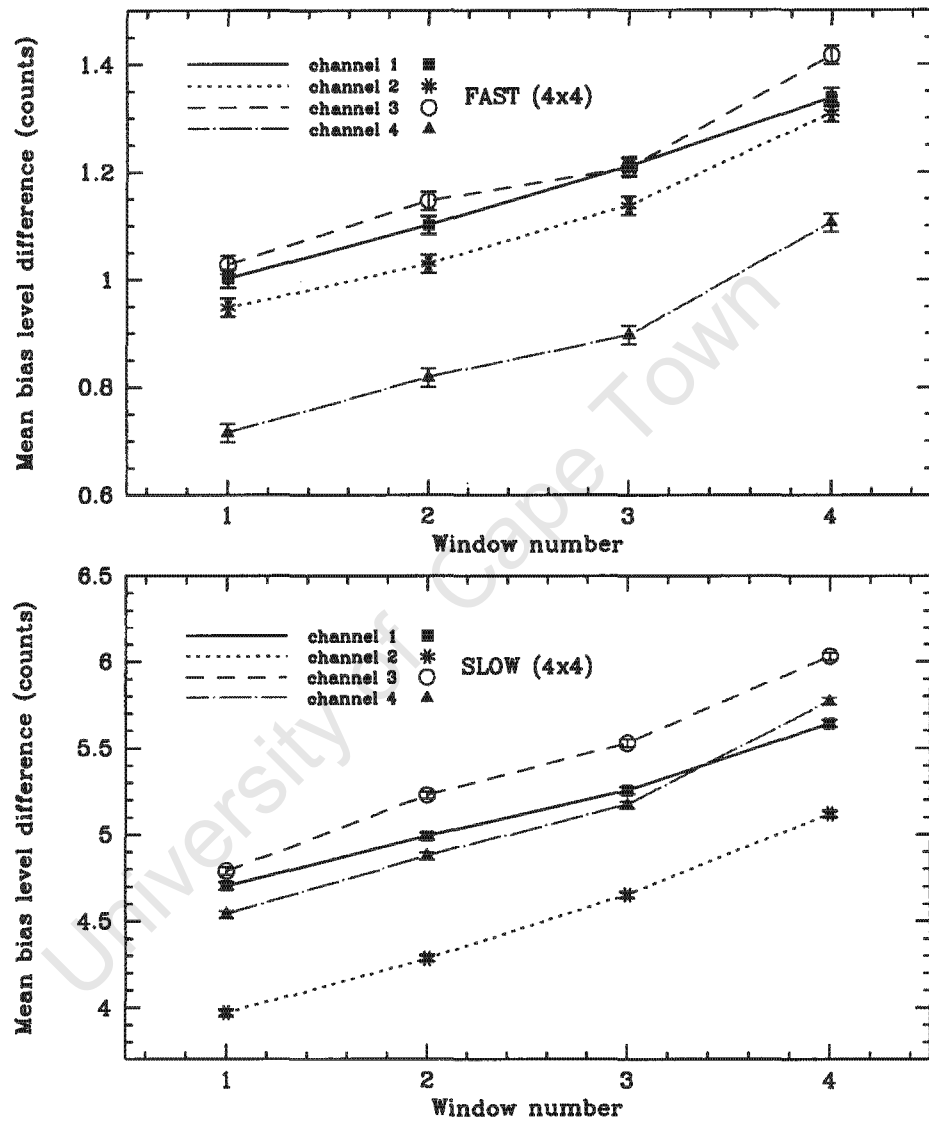 Mean bias level difference (counts)
1.4
1.2
1
0.8
0.6
channel 1
channel 2
channel 3
channel 4
FAST (4x4)
1 2 3 4
Window number
Mean bias level difference (counts)
6.5
6
5.5
5
4.5
4
channel 1
channel 2
channel 3
channel 4
SLOW (4x4)
1 2 3 4
Window number
University of Cape Town